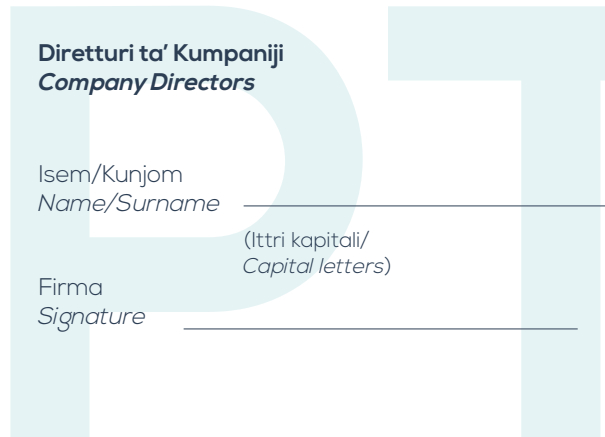 Diretturi ta’ Kumpaniji
Company Directors
Isem/Kunjom
Name/Surname
(Ittri kapitali/
Capital letters)
Firma
Signature